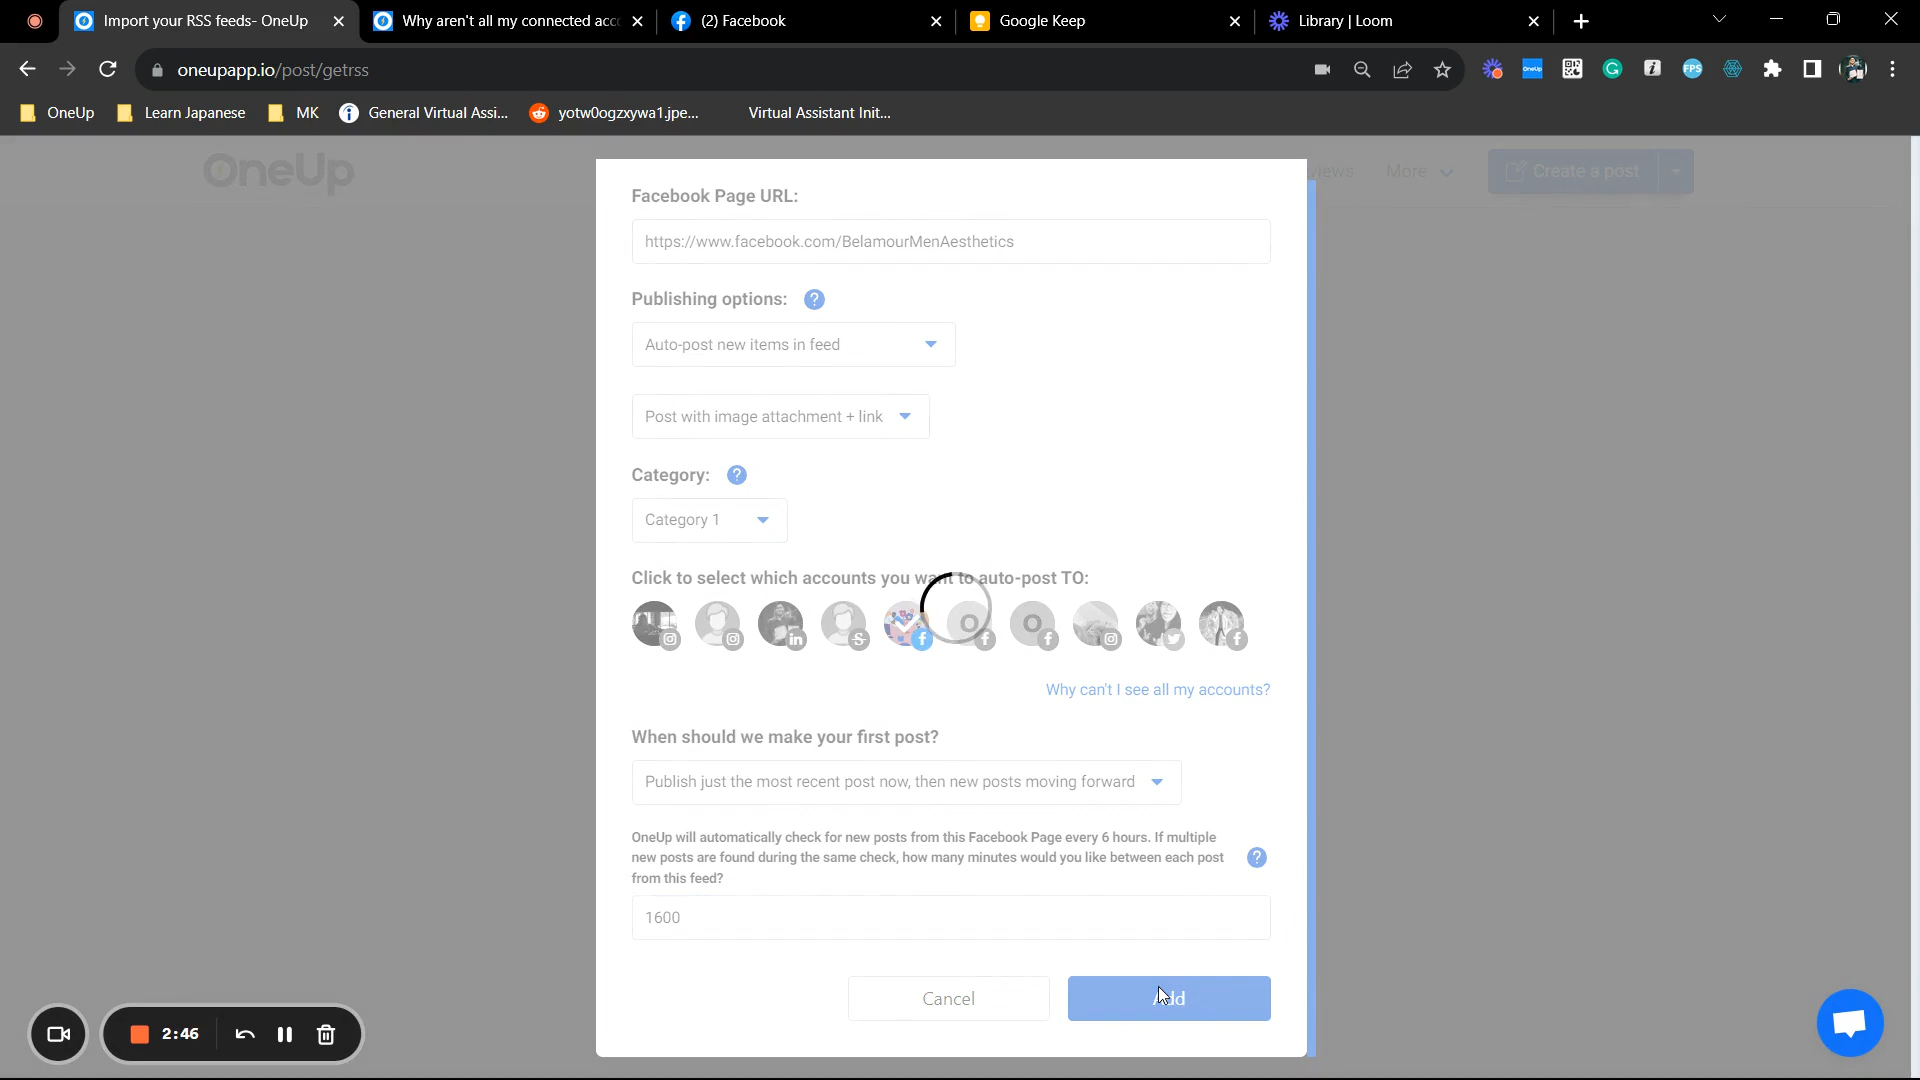 Import your RSS feeds- OneUp
Why aren't all my connected acc
(2) Facebook
Google Keep
Library | Loom
oneupapp.io/post/getrss
OneUp
Learn Japanese
MK
General Virtual Assi...
yotw0ogzxywa1.jpe...
Virtual Assistant Init...
OneUp
views
More
Create a post
Facebook Page URL:
https://www.facebook.com/BelamourMenAesthetics
Publishing options: ?
Auto-post new items in feed
Post with image attachment + link
Category: ?
Category 1
Click to select which accounts you want to auto-post TO:
Why can't I see all my accounts?
When should we make your first post?
Publish just the most recent post now, then new posts moving forward
OneUp will automatically check for new posts from this Facebook Page every 6 hours. If multiple
new posts are found during the same check, how many minutes would you like between each post
from this feed?
?
1600
Cancel
Add
2:46